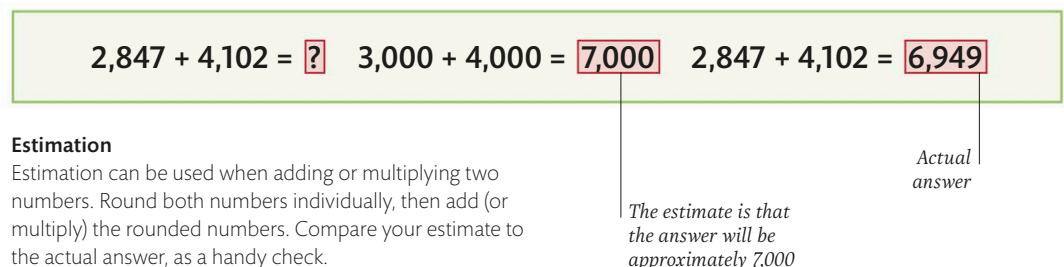 2,847 + 4,102 = ? 3,000 + 4,000 = 7,000 2,847 + 4,102 = 6,949
Estimation
Estimation can be used when adding or multiplying two
numbers. Round both numbers individually, then add (or
multiply) the rounded numbers. Compare your estimate to
the actual answer, as a handy check.
The estimate is that
the answer will be
approximately 7,000
Actual
answer